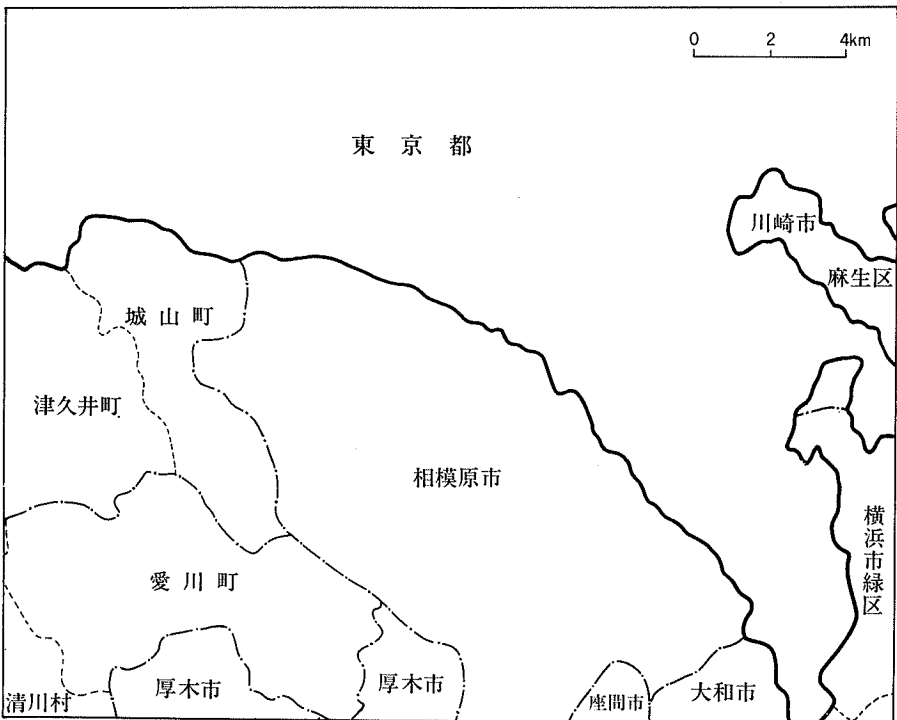 0 2 4km
東京都
川崎市
麻生区
城山町
津久井町
相模原市
横浜市緑区
愛川町
清川村
厚木市
厚木市
座間市
大和市